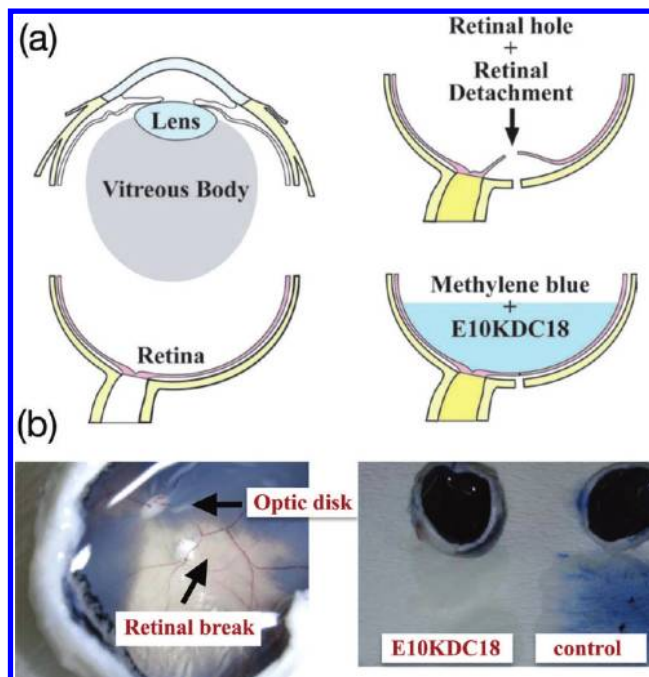 (a)
Lens
Vitreous Body
Retina
Retinal hole
+
Retinal
Detachment
Methylene blue
+
E10KDC18
(b)
Optic disk
Retinal break
E10KDC18
control